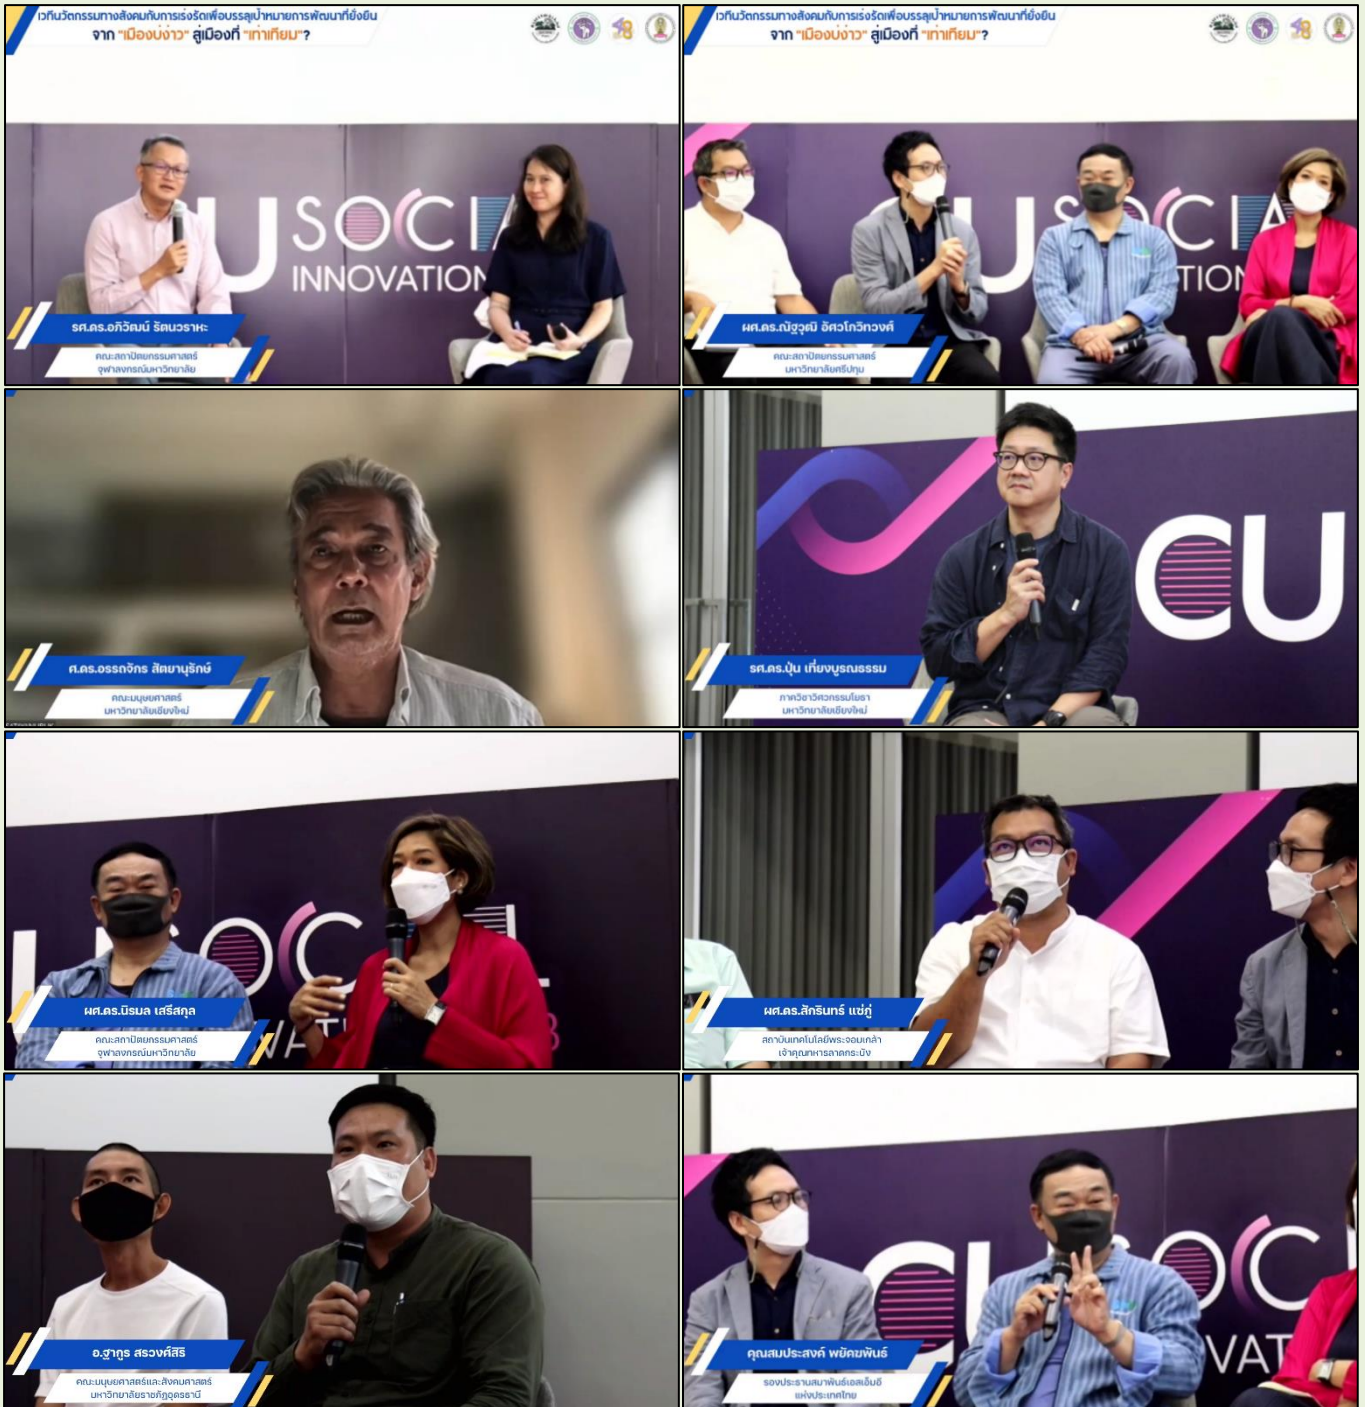 เวทีนวัตกรรมทางสังคมกับการเร่งรัดเพื่อบรรลุเป้าหมายการพัฒนาที่ยั่งยืน
จาก "เมืองบ่ง่าว" สู่เมืองที่ "เท่าเทียม"?
U SOCIA
INNOVATION
รศ.ดร.อภิวัฒน์ รัตนวราหะ
คณะสถาปัตยกรรมศาสตร์
จุฬาลงกรณ์มหาวิทยาลัย
เวทีนวัตกรรมทางสังคมกับการเร่งรัดเพื่อบรรลุเป้าหมายการพัฒนาที่ยั่งยืน
จาก "เมืองบ่ง่าว" สู่เมืองที่ "เท่าเทียม"?
U SOCIA
TION
ผศ.ดร.ณัฐวุฒิ อัศวโกวิทวงศ์
คณะสถาปัตยกรรมศาสตร์
มหาวิทยาลัยศรีปทุม
ศ.ดร.อรรถจักร สัตยานุรักษ์
คณะมนุษยศาสตร์
มหาวิทยาลัยเชียงใหม่
CU
รศ.ดร.ปุ่น เที่ยงบูรณธรรม
ภาควิชาวิศวกรรมโยธา
มหาวิทยาลัยเชียงใหม่
ผศ.ดร.นิรมล เสรีสกุล
คณะสถาปัตยกรรมศาสตร์
จุฬาลงกรณ์มหาวิทยาลัย
ผศ.ดร.สักรินทร์ แซ่ภู่
สถาบันเทคโนโลยีพระจอมเกล้า
เจ้าคุณทหารลาดกระบัง
อ.ฐากูร สรวงศ์สิริ
คณะมนุษยศาสตร์และสังคมศาสตร์
มหาวิทยาลัยราชภัฏอุดรธานี
CU SOC
VAT
คุณสมประสงค์ พยัคฆพันธ์
รองประธานสมาพันธ์เอสเอ็มอี
แห่งประเทศไทย